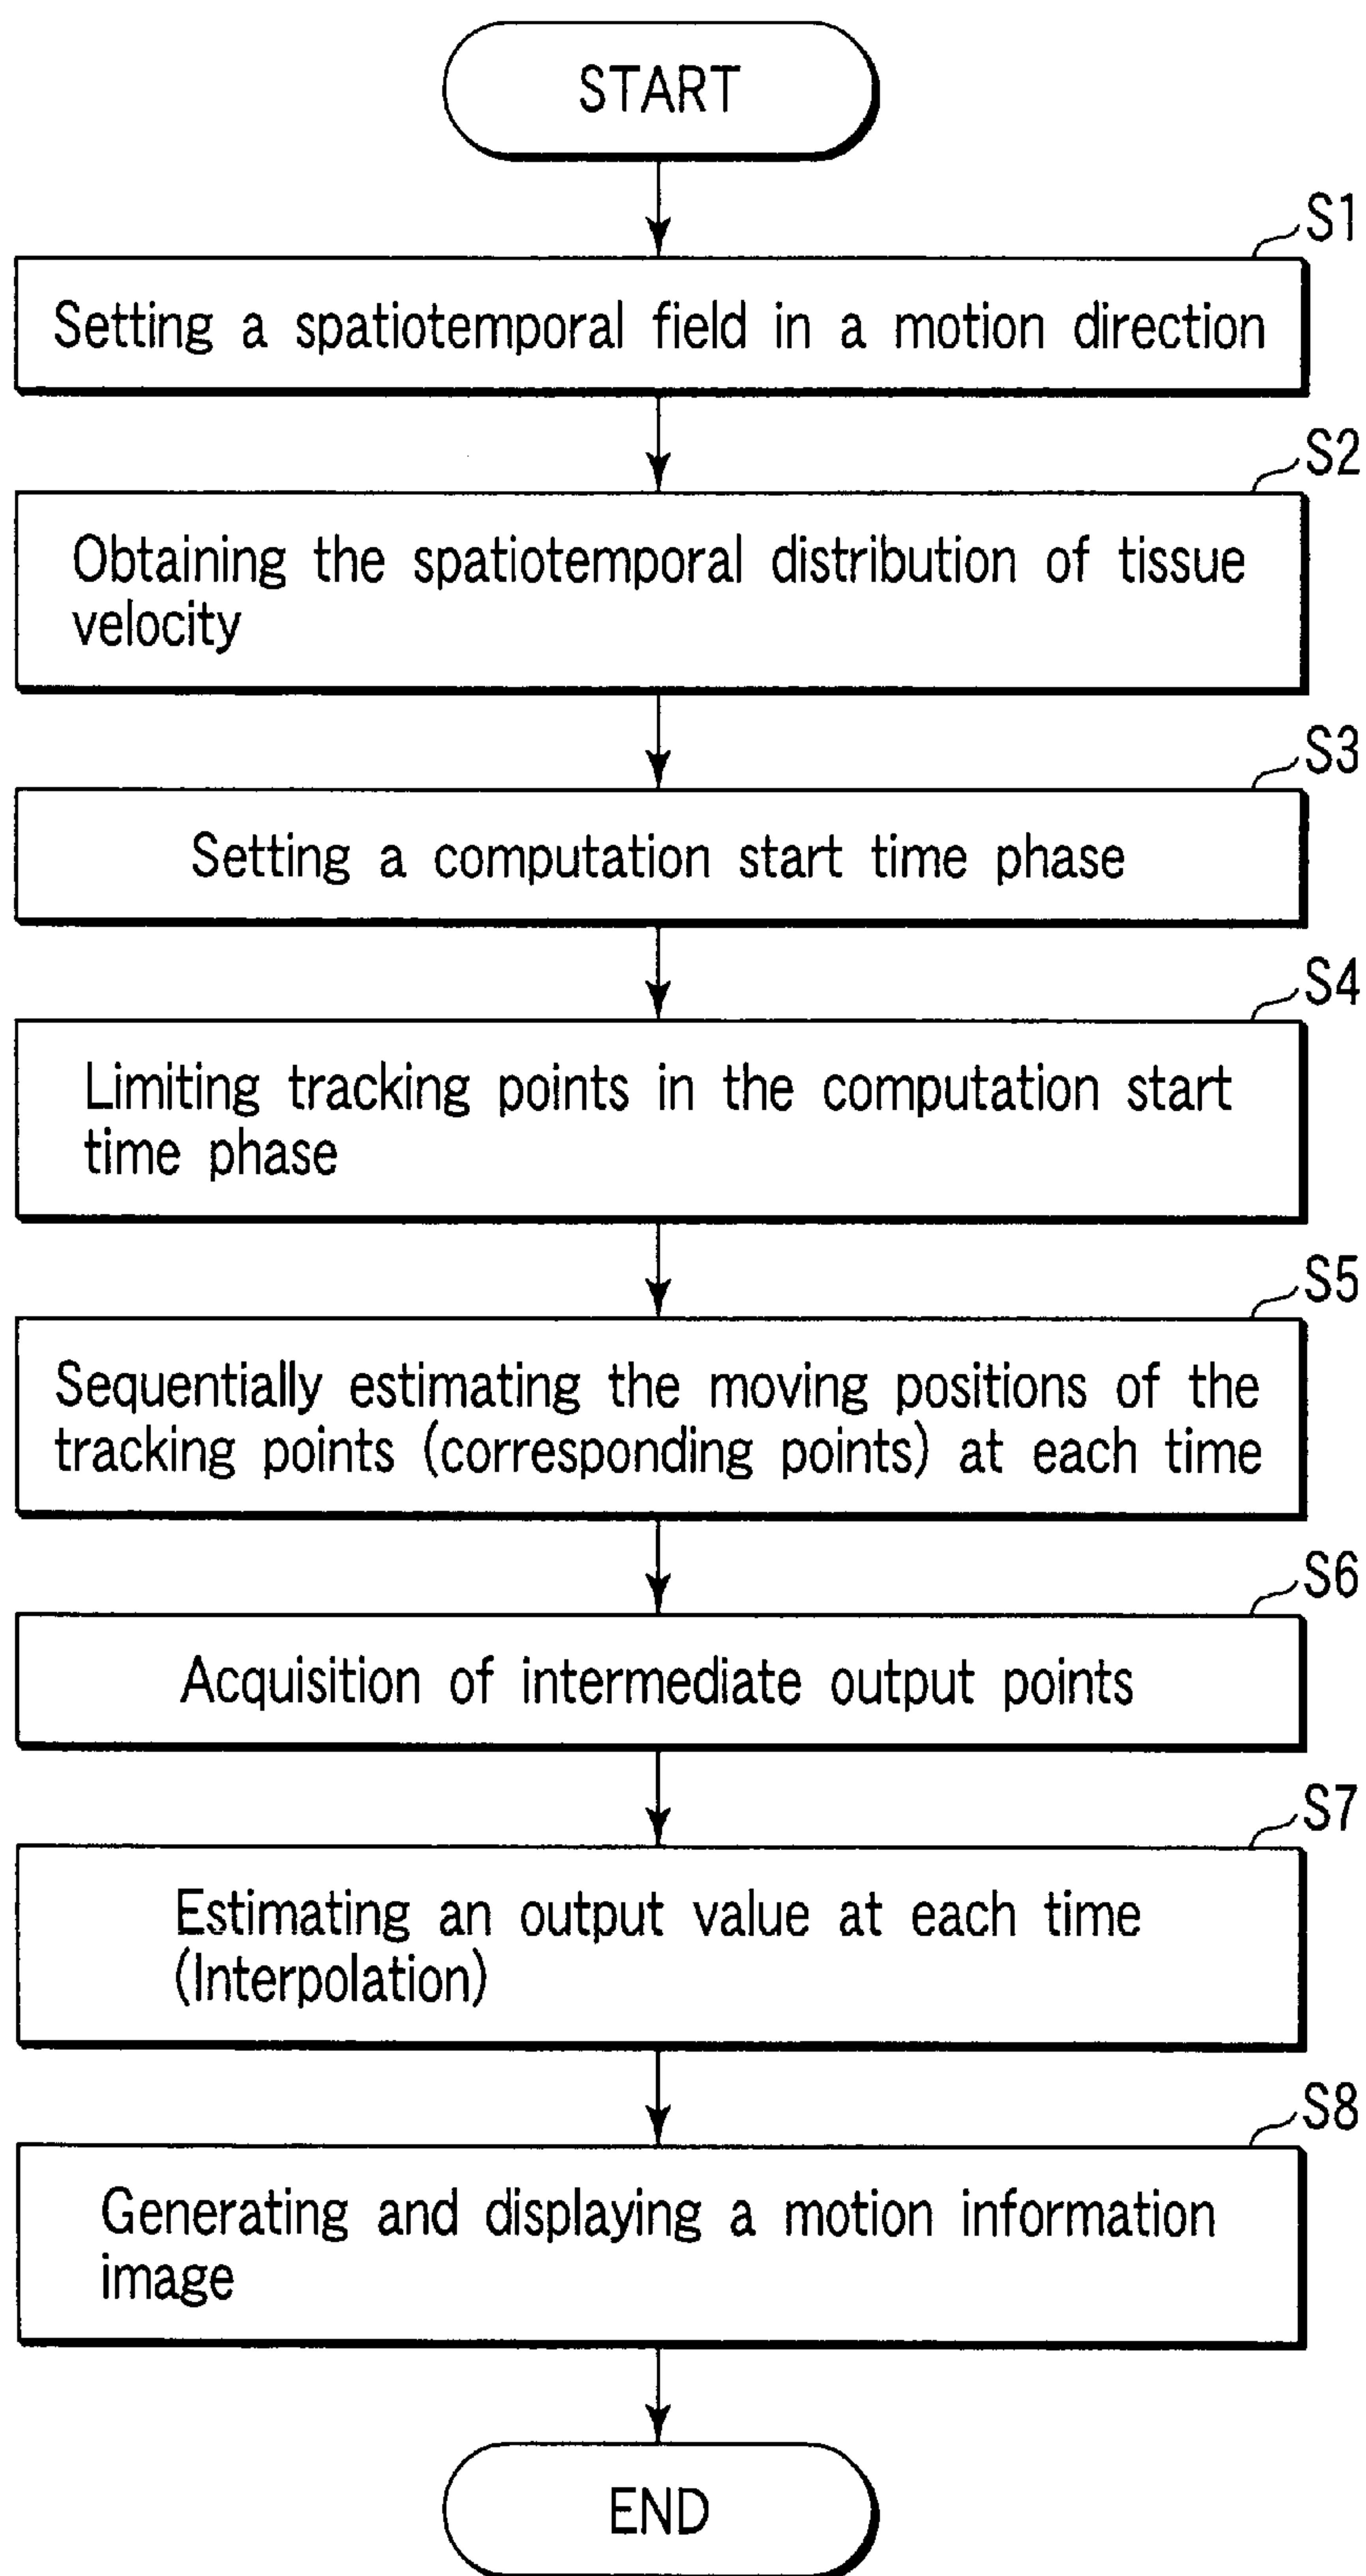 START
S1
Setting a spatiotemporal field in a motion direction
S2
Obtaining the spatiotemporal distribution of tissue
velocity
S3
Setting a computation start time phase
S4
Limiting tracking points in the computation start
time phase
S5
Sequentially estimating the moving positions of the
tracking points (corresponding points) at each time
S6
Acquisition of intermediate output points
S7
Estimating an output value at each time
(Interpolation)
S8
Generating and displaying a motion information
image
END